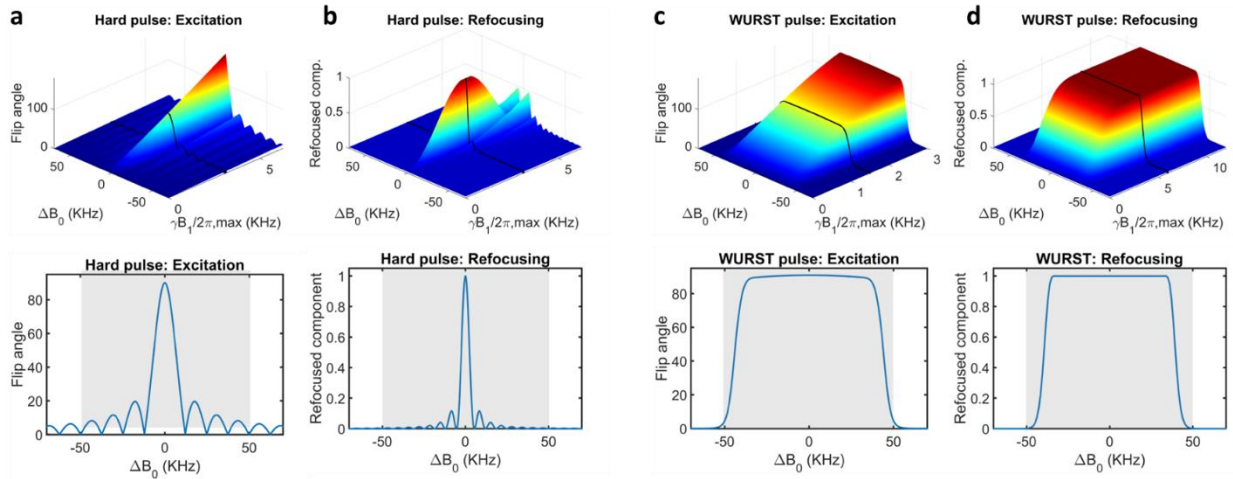 a
Hard pulse: Excitation
Flip angle
100
0
50
0
-50
ΔB0 (KHz)
0
5
γB1/2π,max (KHz)
b
Hard pulse: Refocusing
Refocused comp.
1
0.5
0
50
0
-50
ΔB0 (KHz)
0
5
γB1/2π,max (KHz)
c
WURST pulse: Excitation
Flip angle
100
0
50
0
-50
ΔB0 (KHz)
0
1
2
3
γB1/2π,max (KHz)
d
WURST pulse: Refocusing
Refocused comp.
1
0.5
0
50
0
-50
ΔB0 (KHz)
0
5
10
γB1/2π,max (KHz)
Hard pulse: Excitation
Flip angle
80
60
40
20
0
-50
0
50
ΔB0 (KHz)
Hard pulse: Refocusing
Refocused component
1
0.8
0.6
0.4
0.2
0
-50
0
50
ΔB0 (KHz)
WURST pulse: Excitation
Flip angle
80
60
40
20
0
-50
0
50
ΔB0 (KHz)
WURST: Refocusing
Refocused component
1
0.8
0.6
0.4
0.2
0
-50
0
50
ΔB0 (KHz)